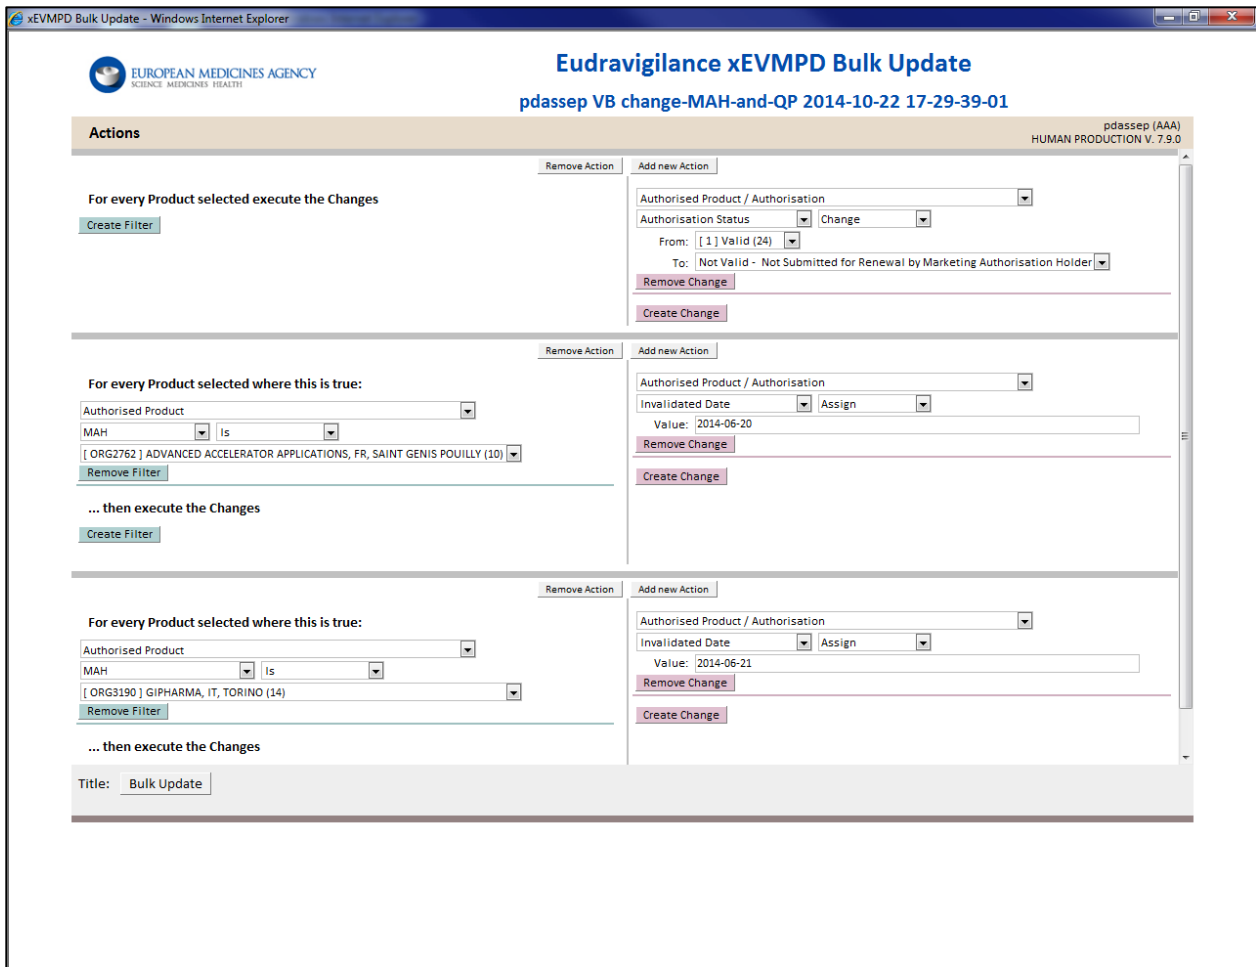 xEVMPD Bulk Update - Windows Internet Explorer
EUROPEAN MEDICINES AGENCY
SCIENCE MEDICINES HEALTH
Eudravigilance xEVMPD Bulk Update
pdassep VB change-MAH-and-QP 2014-10-22 17-29-39-01
Actions
pdassep (AAA)
HUMAN PRODUCTION V. 7.9.0
Remove Action Add new Action
For every Product selected execute the Changes
Create Filter
Authorised Product / Authorisation
Authorisation Status Change
From: [ 1 ] Valid (24)
To: Not Valid - Not Submitted for Renewal by Marketing Authorisation Holder
Remove Change
Create Change
Remove Action Add new Action
For every Product selected where this is true:
Authorised Product
MAH Is
[ ORG2762 ] ADVANCED ACCELERATOR APPLICATIONS, FR, SAINT GENIS POUILLY (10)
Remove Filter
... then execute the Changes
Create Filter
Authorised Product / Authorisation
Invalidated Date Assign
Value: 2014-06-20
Remove Change
Create Change
Remove Action Add new Action
For every Product selected where this is true:
Authorised Product
MAH Is
[ ORG3190 ] GIPHARMA, IT, TORINO (14)
Remove Filter
... then execute the Changes
Authorised Product / Authorisation
Invalidated Date Assign
Value: 2014-06-21
Remove Change
Create Change
Title: Bulk Update